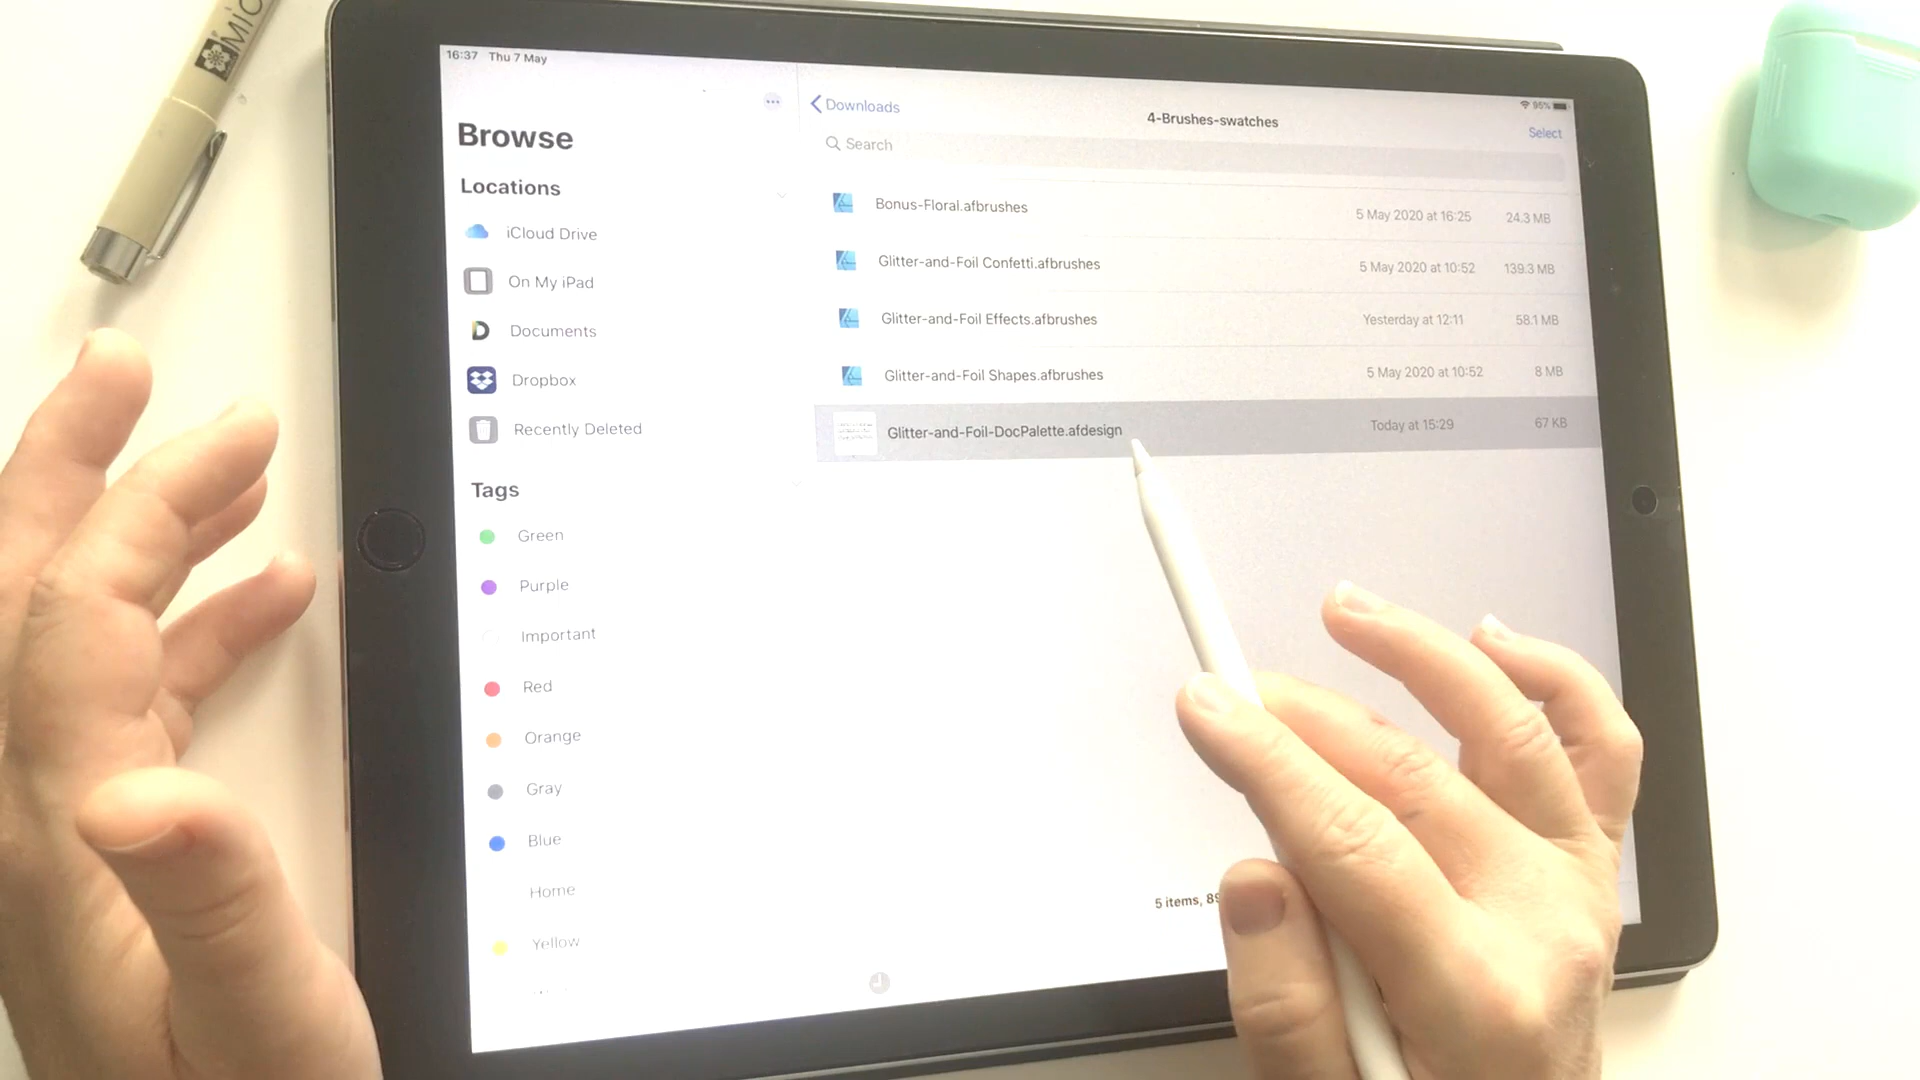 MIC
16:37 Thu 7 May
95%
Browse
Downloads
4-Brushes-swatches
Select
Search
Locations
iCloud Drive
On My iPad
Documents
Dropbox
Recently Deleted
Tags
Green
Purple
Important
Red
Orange
Gray
Blue
Home
Yellow
Bonus-Floral.afbrushes 5 May 2020 at 16:25 24.3 MB
Glitter-and-Foil Confetti.afbrushes 5 May 2020 at 10:52 139.3 MB
Glitter-and-Foil Effects.afbrushes Yesterday at 12:11 58.1 MB
Glitter-and-Foil Shapes.afbrushes 5 May 2020 at 10:52 8 MB
Glitter-and-Foil-DocPalette.afdesign Today at 15:29 67 KB
5 items,